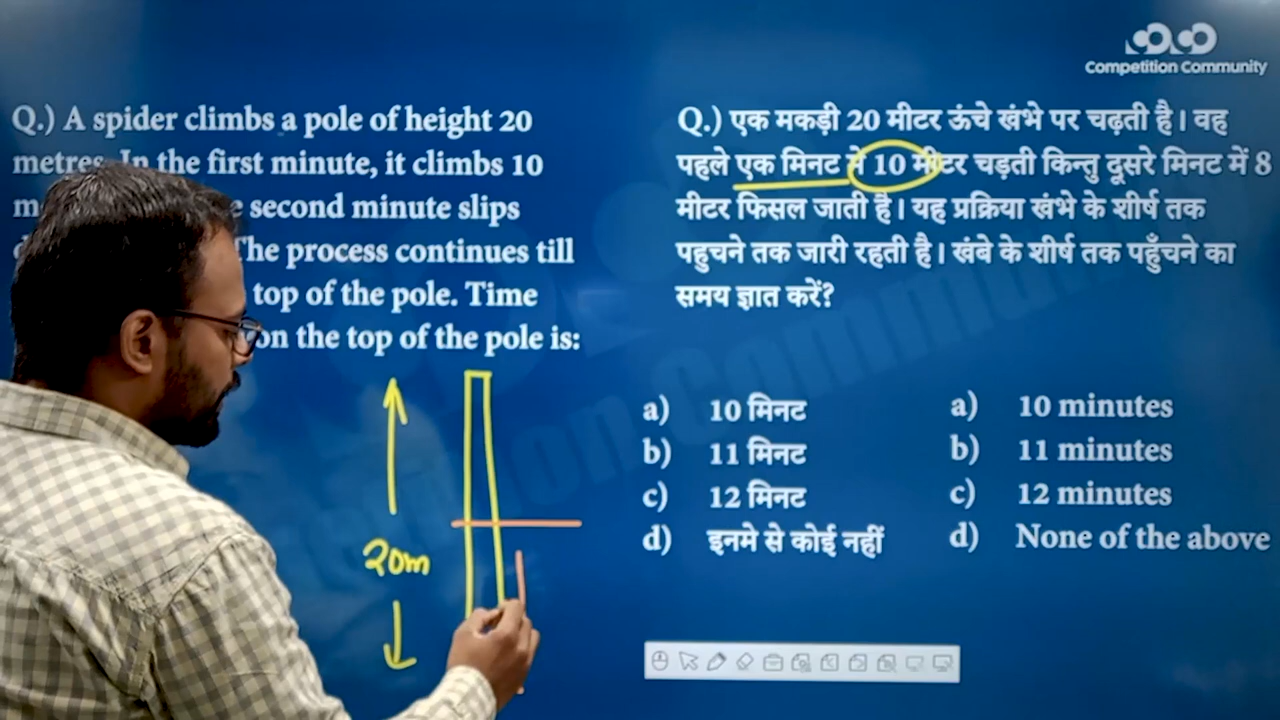 Competition Community
Q.) A spider climbs a pole of height 20
metres. In the first minute, it climbs 10
second minute slips
The process continues till
top of the pole. Time
on the top of the pole is:
Q.) एक मकड़ी 20 मीटर ऊंचे खंभे पर चढ़ती है। वह
पहले एक मिनट में 10 मीटर चड़ती किन्तु दूसरे मिनट में 8
मीटर फिसल जाती है। यह प्रक्रिया खंभे के शीर्ष तक
पहुचने तक जारी रहती है। खंबे के शीर्ष तक पहुँचने का
समय ज्ञात करें?
20m
a) 10 मिनट
b) 11 मिनट
c) 12 मिनट
d) इनमे से कोई नहीं
a) 10 minutes
b) 11 minutes
c) 12 minutes
d) None of the above